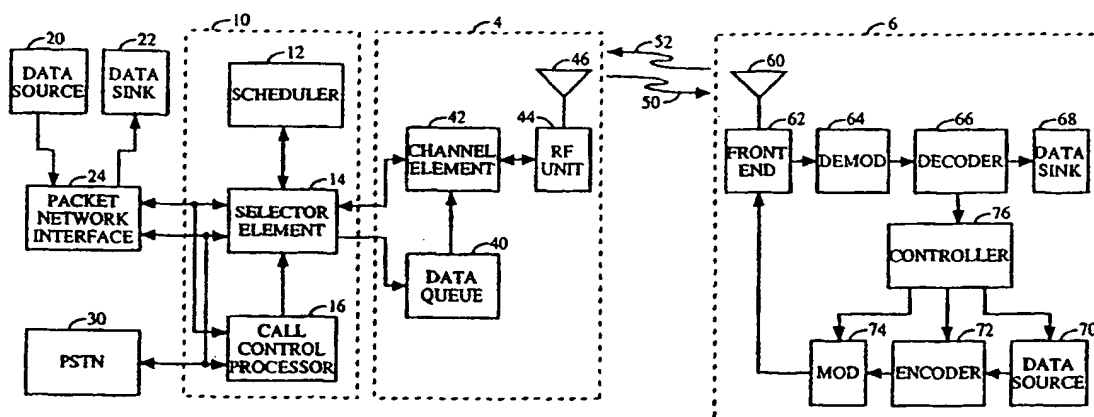 10
4
6
20
22
DATA
SOURCE
DATA
SINK
12
SCHEDULER
52
46
50
60
42
CHANNEL
ELEMENT
44
RF
UNIT
62
FRONT
END
64
DEMOD
66
DECODER
68
DATA
SINK
24
PACKET
NETWORK
INTERFACE
14
SELECTOR
ELEMENT
40
DATA
QUEUE
76
CONTROLLER
30
PSTN
16
CALL
CONTROL
PROCESSOR
74
MOD
72
ENCODER
70
DATA
SOURCE